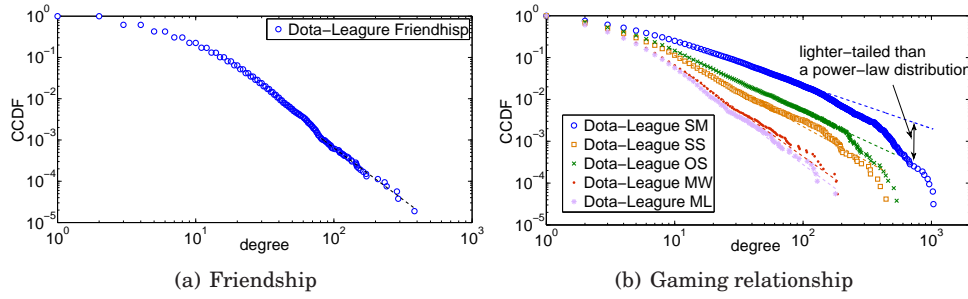 10^0
10^-1
10^-2
10^-3
10^-4
10^-5
CCDF
Dota-Leagure Friendhisp
10^0 10^1 10^2 10^3
degree
(a) Friendship
10^0
10^-1
10^-2
10^-3
10^-4
10^-5
CCDF
lighter-tailed than
a power-law distribution
Dota-League SM
Dota-League SS
Dota-League OS
Dota-League MW
Dota-Leagure ML
10^0 10^1 10^2 10^3
degree
(b) Gaming relationship